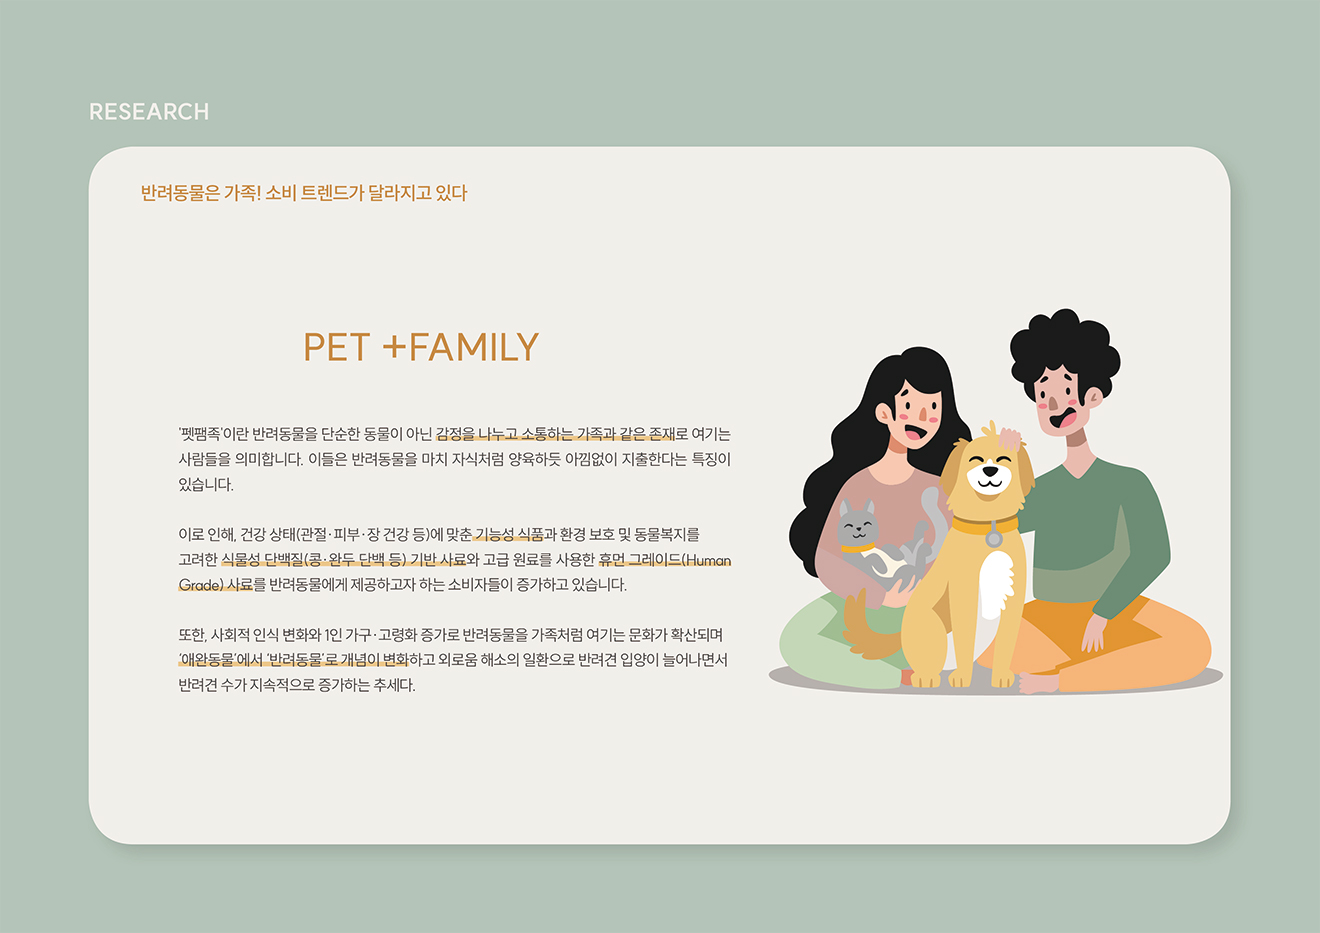 RESEARCH
반려동물은 가족! 소비 트렌드가 달라지고 있다
PET +FAMILY
'펫팸족'이란 반려동물을 단순한 동물이 아닌 감정을 나누고 소통하는 가족과 같은 존재로 여기는
사람들을 의미합니다. 이들은 반려동물을 마치 자식처럼 양육하듯 아낌없이 지출한다는 특징이
있습니다.
이로 인해, 건강 상태(관절·피부·장 건강 등)에 맞춘 기능성 식품과 환경 보호 및 동물복지를
고려한 식물성 단백질(콩·완두 단백 등) 기반 사료와 고급 원료를 사용한 휴먼 그레이드(Human
Grade) 사료를 반려동물에게 제공하고자 하는 소비자들이 증가하고 있습니다.
또한, 사회적 인식 변화와 1인 가구·고령화 증가로 반려동물을 가족처럼 여기는 문화가 확산되며
'애완동물'에서 '반려동물'로 개념이 변화하고 외로움 해소의 일환으로 반려견 입양이 늘어나면서
반려견 수가 지속적으로 증가하는 추세다.